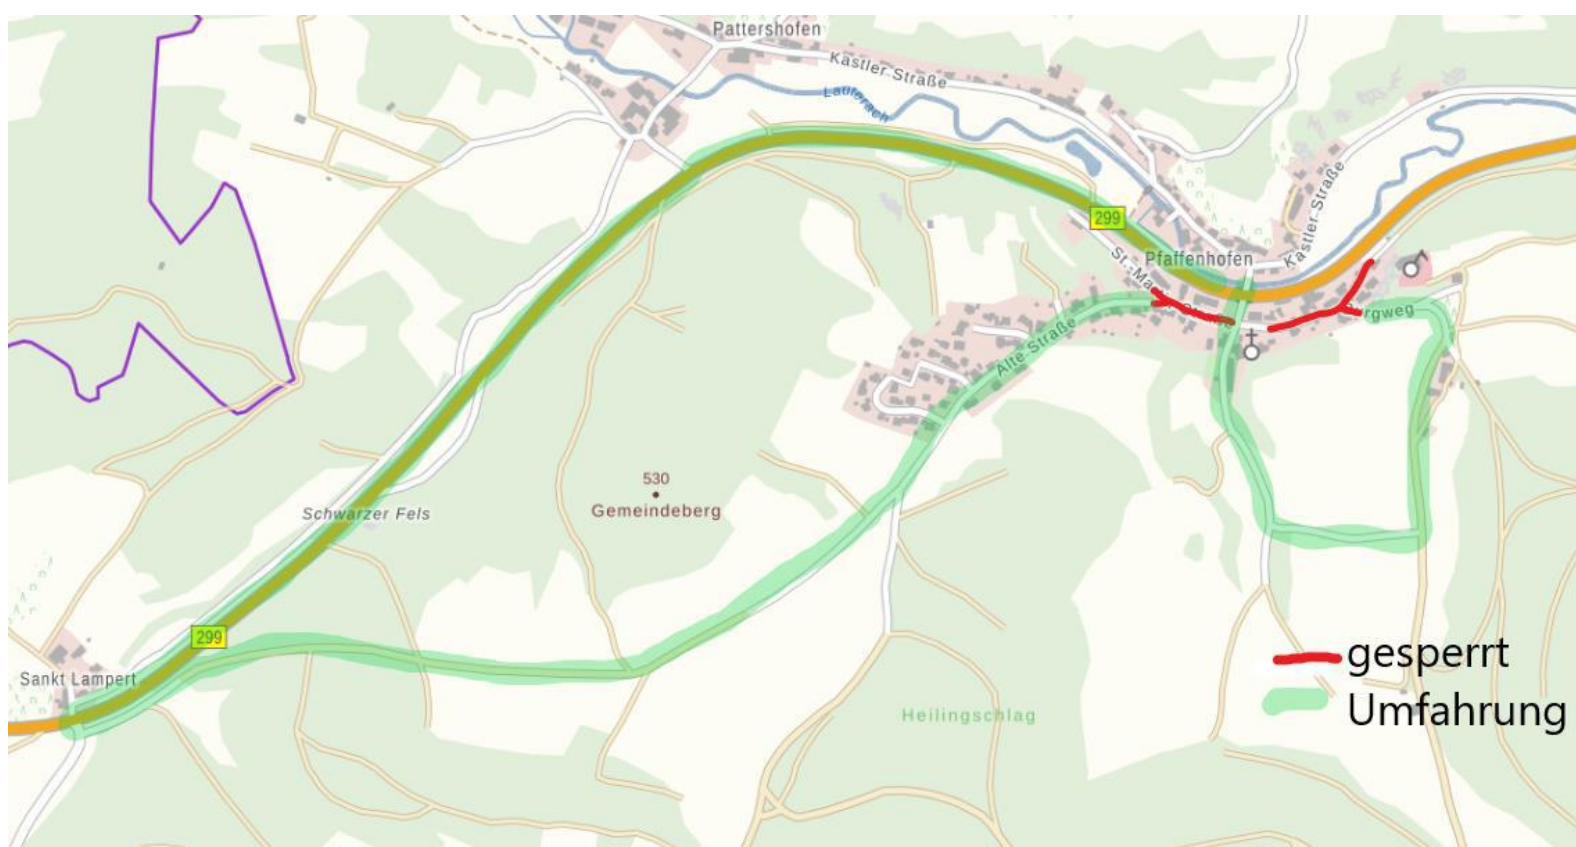 Pattershofen
Kastler Straße
Lauterach
Kastler-Straße
299
Pfaffenhofen
Alte-Straße
530
Gemeindeberg
Schwarzer Fels
299
Sankt Lampert
gesperrt
Heilingschlag
Umfahrung